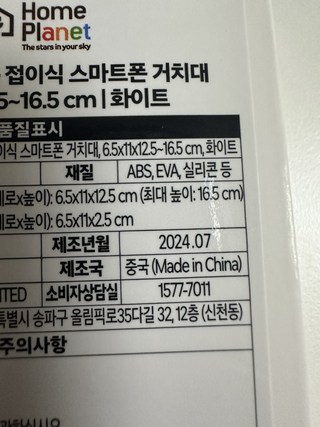 Home
Planet
The stars in your sky
접이식 스마트폰 거치대
5~16.5 cm | 화이트
품질표시
이식 스마트폰 거치대, 6.5x11x12.5~16.5 cm, 화이트
재질 ABS, EVA, 실리콘 등
세로x높이): 6.5x11x12.5 cm (최대 높이: 16.5 cm)
세로x높이): 6.5x11x2.5 cm
제조년월 2024.07
제조국 중국 (Made in China)
ITED 소비자상담실 1577-7011
특별시 송파구 올림픽로35다길 32, 12층 (신천동)
주의사항